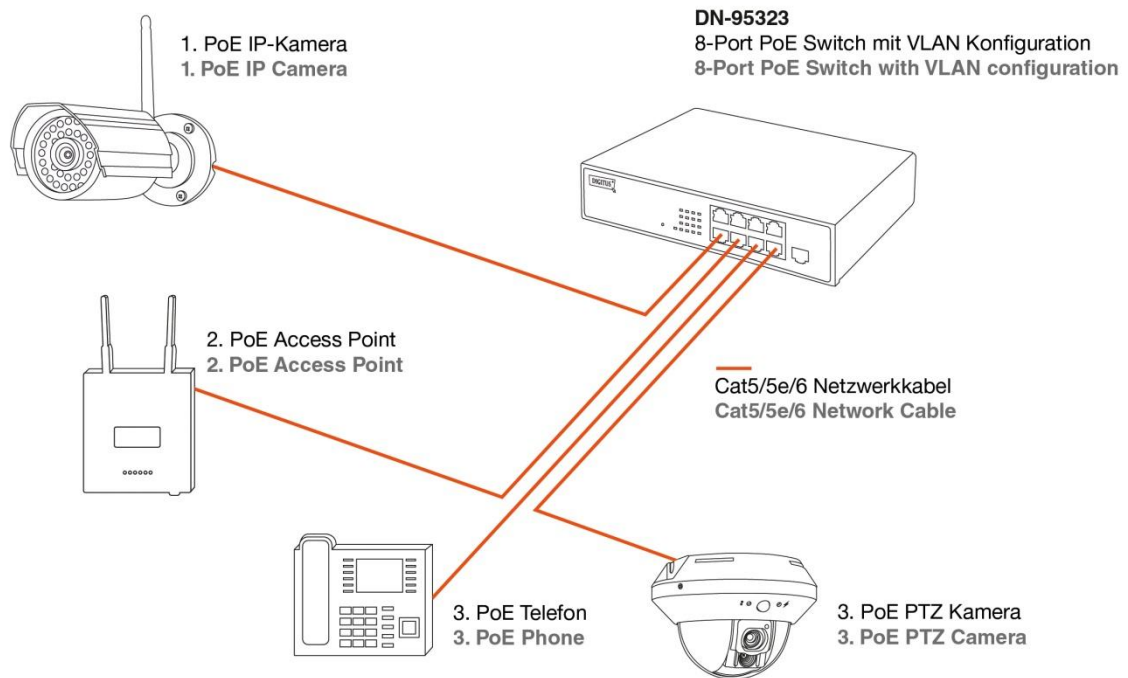 DN-95323
8-Port PoE Switch mit VLAN Konfiguration
8-Port PoE Switch with VLAN configuration
1. PoE IP-Kamera
1. PoE IP Camera
DIGITUS
2. PoE Access Point
2. PoE Access Point
Cat5/5e/6 Netzwerkkabel
Cat5/5e/6 Network Cable
3. PoE Telefon
3. PoE Phone
3. PoE PTZ Kamera
3. PoE PTZ Camera